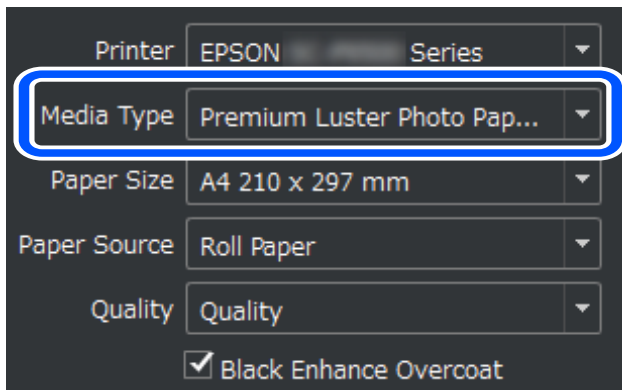 Printer EPSON Series
Media Type Premium Luster Photo Pap...
Paper Size A4 210 x 297 mm
Paper Source Roll Paper
Quality Quality
Black Enhance Overcoat